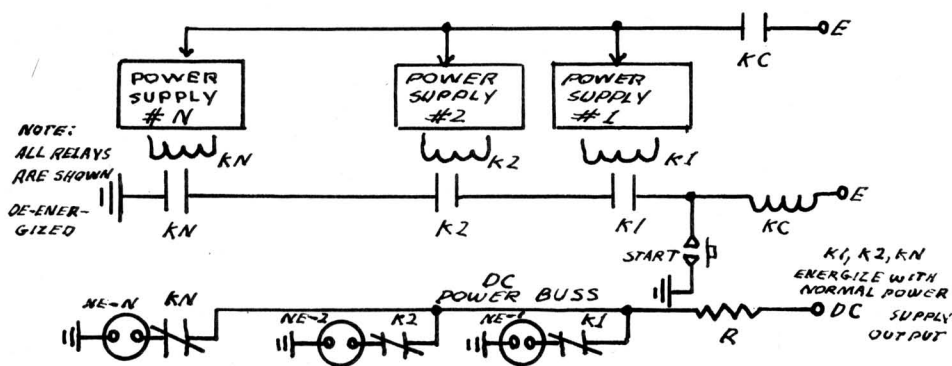 E
KC
POWER
SUPPLY
# N
POWER
SUPPLY
#2
POWER
SUPPLY
#1
NOTE:
ALL RELAYS
ARE SHOWN
DE-ENER-
GIZED
KN
K2
K1
KN
K2
K1
KC
E
START
K1, K2, KN
ENERGIZE WITH
NORMAL POWER
SUPPLY
OUTPUT
DC
POWER BUSS
NE-N
KN
NE-2
K2
NE-1
K1
R
DC